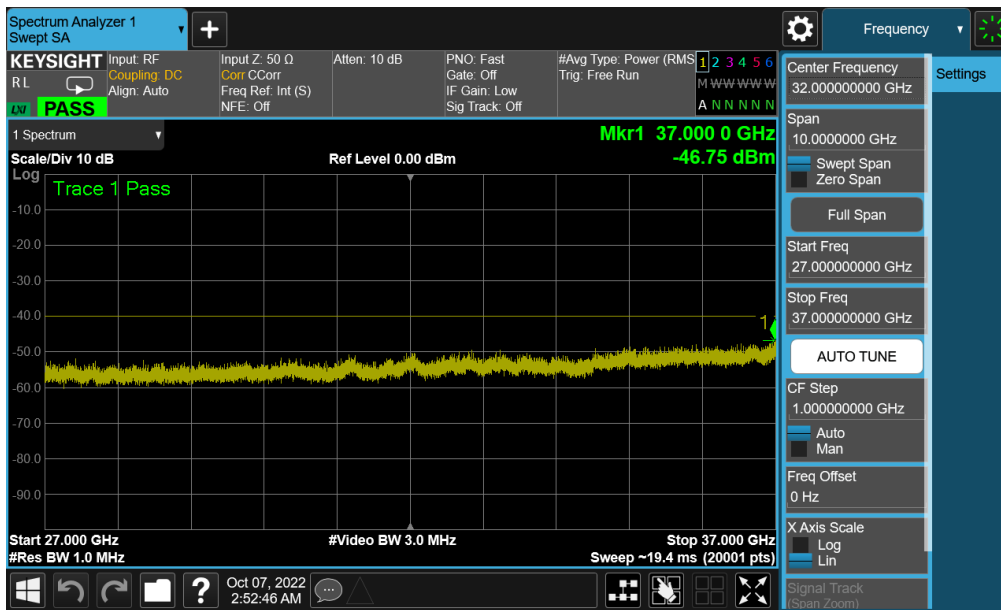 Spectrum Analyzer 1
Swept SA
Frequency
KEYSIGHT
R L
LXI PASS
Input: RF
Coupling: DC
Align: Auto
Input Z: 50 Ω
Corr CCorr
Freq Ref: Int (S)
NFE: Off
Atten: 10 dB
PNO: Fast
Gate: Off
IF Gain: Low
Sig Track: Off
#Avg Type: Power (RMS
Trig: Free Run
1 2 3 4 5 6
M W W W W W
A N N N N N
1 Spectrum
Mkr1 37.000 0 GHz
-46.75 dBm
Scale/Div 10 dB
Ref Level 0.00 dBm
Log
Trace 1 Pass
-10.0
-20.0
-30.0
-40.0
-50.0
-60.0
-70.0
-80.0
-90.0
1
Start 27.000 GHz
#Video BW 3.0 MHz
Stop 37.000 GHz
#Res BW 1.0 MHz
Sweep ~19.4 ms (20001 pts)
Oct 07, 2022
2:52:46 AM
?
Center Frequency
32.000000000 GHz
Span
10.0000000 GHz
Swept Span
Zero Span
Full Span
Start Freq
27.000000000 GHz
Stop Freq
37.000000000 GHz
AUTO TUNE
CF Step
1.000000000 GHz
Auto
Man
Freq Offset
0 Hz
X Axis Scale
Log
Lin
Signal Track
(Span Zoom)
Settings